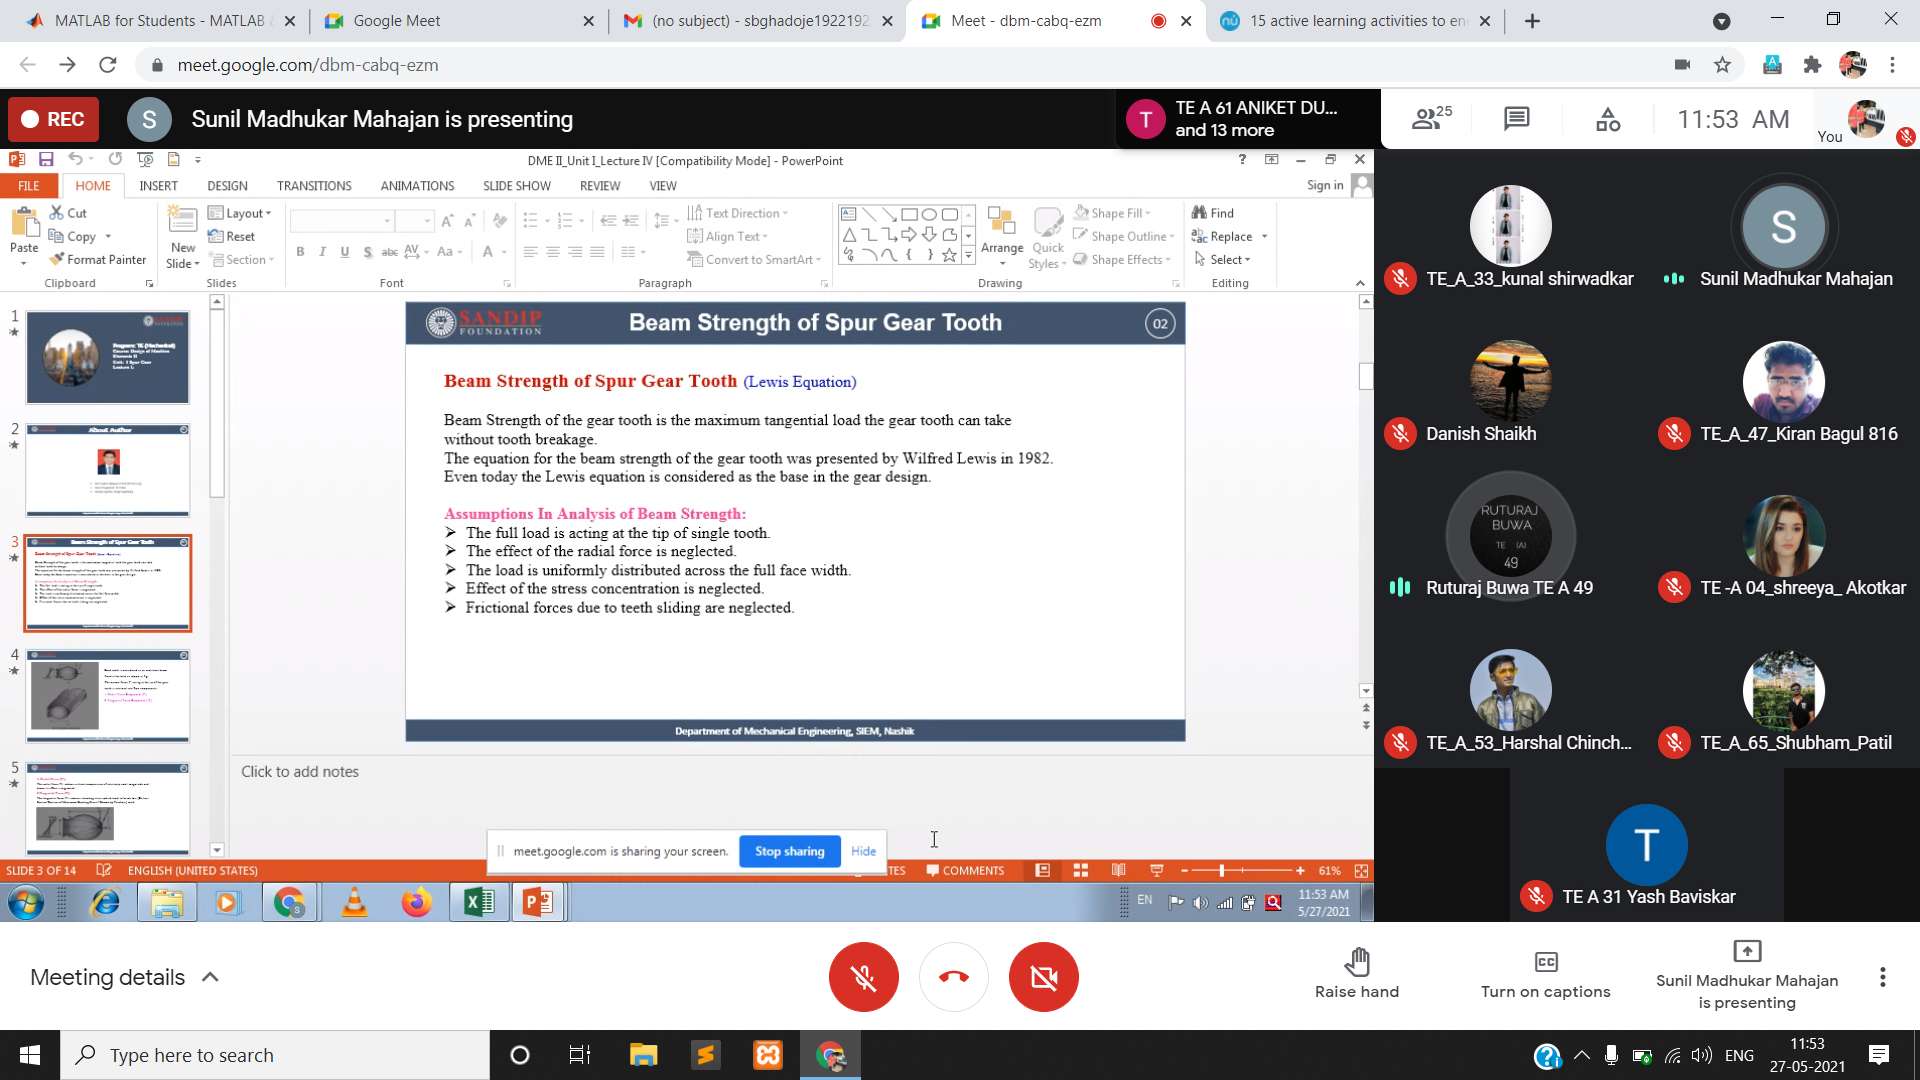 MATLAB for Students - MATLAB &
Google Meet
(no subject) - sbghadoje1922192
Meet - dbm-cabq-ezm
15 active learning activities to en
meet.google.com/dbm-cabq-ezm
REC
S
Sunil Madhukar Mahajan is presenting
T
TE A 61 ANIKET DU...
and 13 more
25
11:53 AM
You
DME II_Unit I_Lecture IV [Compatibility Mode] - PowerPoint
FILE HOME INSERT DESIGN TRANSITIONS ANIMATIONS SLIDE SHOW REVIEW VIEW
Sign in
Paste
Cut
Copy
Format Painter
Clipboard
New
Slide
Layout
Reset
Section
Slides
Font
Text Direction
Align Text
Convert to SmartArt
Paragraph
Arrange
Quick
Styles
Shape Fill
Shape Outline
Shape Effects
Drawing
Find
Replace
Select
Editing
1
Program: TE (Mechanical)
2
About Author
3
Beam Strength of Spur Gear Tooth
4
5
SANDIP
FOUNDATION
Beam Strength of Spur Gear Tooth
02
Beam Strength of Spur Gear Tooth (Lewis Equation)
Beam Strength of the gear tooth is the maximum tangential load the gear tooth can take
without tooth breakage.
The equation for the beam strength of the gear tooth was presented by Wilfred Lewis in 1982.
Even today the Lewis equation is considered as the base in the gear design.
Assumptions In Analysis of Beam Strength:
➢ The full load is acting at the tip of single tooth.
➢ The effect of the radial force is neglected.
➢ The load is uniformly distributed across the full face width.
➢ Effect of the stress concentration is neglected.
➢ Frictional forces due to teeth sliding are neglected.
Department of Mechanical Engineering, SIEM, Nashik
Click to add notes
meet.google.com is sharing your screen.
Stop sharing
Hide
SLIDE 3 OF 14
ENGLISH (UNITED STATES)
COMMENTS
61%
EN
11:53 AM
5/27/2021
TE_A_33_kunal shirwadkar
S
Sunil Madhukar Mahajan
Danish Shaikh
TE_A_47_Kiran Bagul 816
RUTURAJ
BUWA
TE (A)
49
Ruturaj Buwa TE A 49
TE -A 04_shreeya_ Akotkar
TE_A_53_Harshal Chinch...
TE_A_65_Shubham_Patil
T
TE A 31 Yash Baviskar
Meeting details
Raise hand
CC
Turn on captions
Sunil Madhukar Mahajan
is presenting
Type here to search
ENG
11:53
27-05-2021